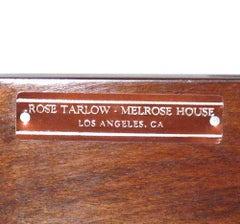 ROSE TARLOW - MELROSE HOUSE
LOS ANGELES, CA